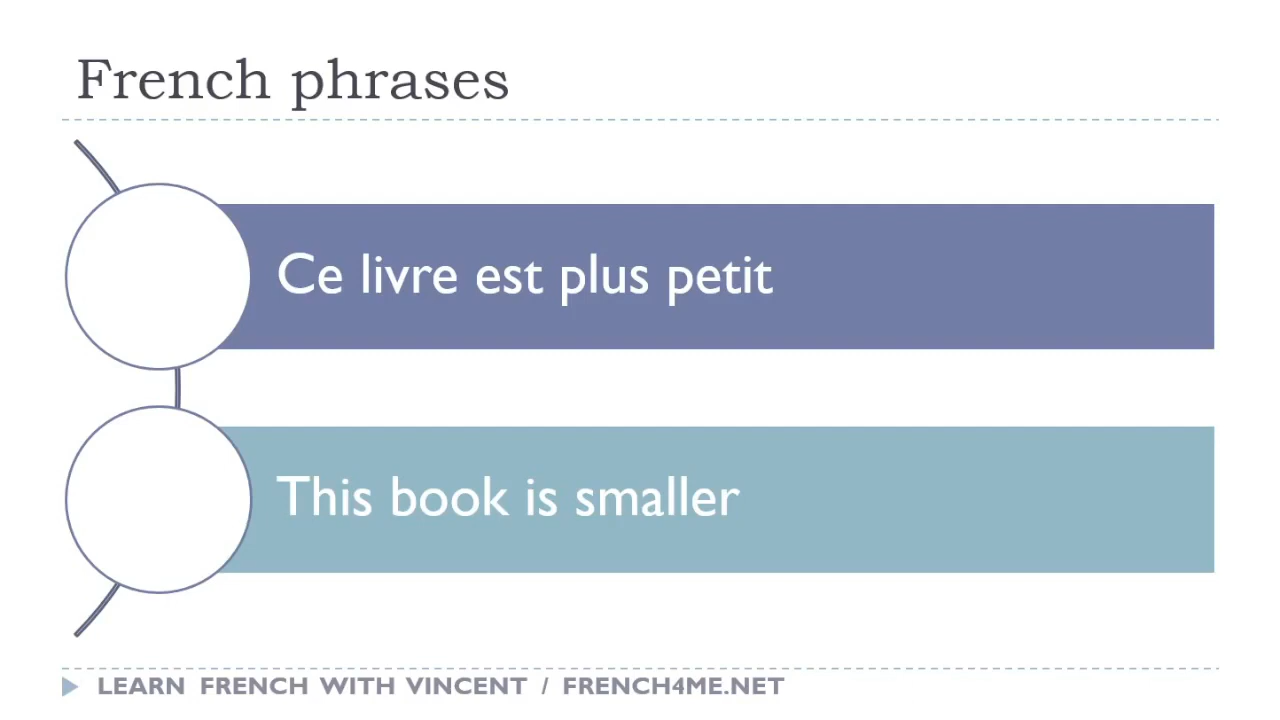 French phrases
Ce livre est plus petit
This book is smaller
LEARN FRENCH WITH VINCENT / FRENCH4ME.NET